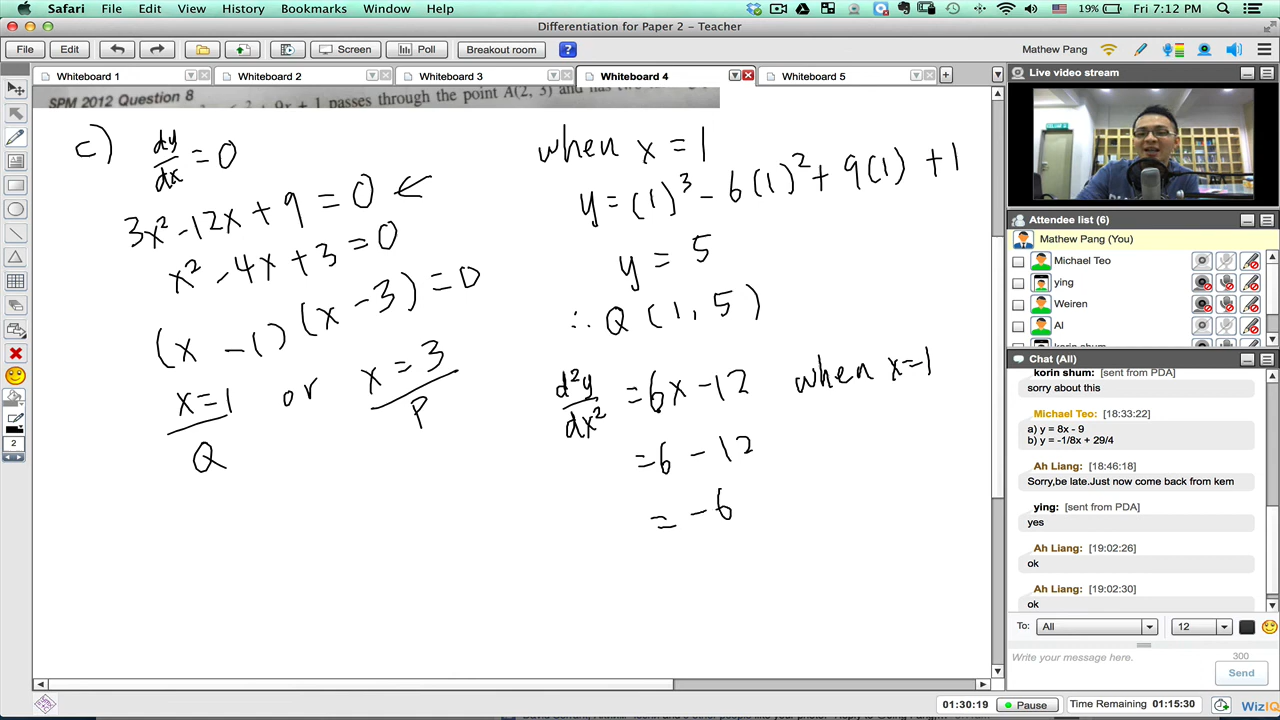 Safari File Edit View History Bookmarks Window Help 19% Fri 7:12 PM
Differentiation for Paper 2 - Teacher
File Edit Screen Poll Breakout room ? Mathew Pang
Whiteboard 1 Whiteboard 2 Whiteboard 3 Whiteboard 4 Whiteboard 5
SPM 2012 Question 8
+ 9x + 1 passes through the point A(2, 3) and has two
c) dy/dx = 0
3x² - 12x + 9 = 0 ←
x² - 4x + 3 = 0
(x - 1)(x - 3) = 0
x = 1 or x = 3
Q P
when x = 1
y = (1)³ - 6(1)² + 9(1) + 1
y = 5
∴ Q (1, 5)
d²y/dx² = 6x - 12 when x = 1
= 6 - 12
= -6
2
Live video stream
Attendee list (6)
Mathew Pang (You)
Michael Teo
ying
Weiren
Al
korin shum
Chat (All)
korin shum: [sent from PDA]
sorry about this
Michael Teo: [18:33:22]
a) y = 8x - 9
b) y = -1/8x + 29/4
Ah Liang: [18:46:18]
Sorry,be late.Just now come back from kem
ying: [sent from PDA]
yes
Ah Liang: [19:02:26]
ok
Ah Liang: [19:02:30]
ok
To: All 12
Write your message here. 300
Send
01:30:19 Pause Time Remaining 01:15:30 WizIQ